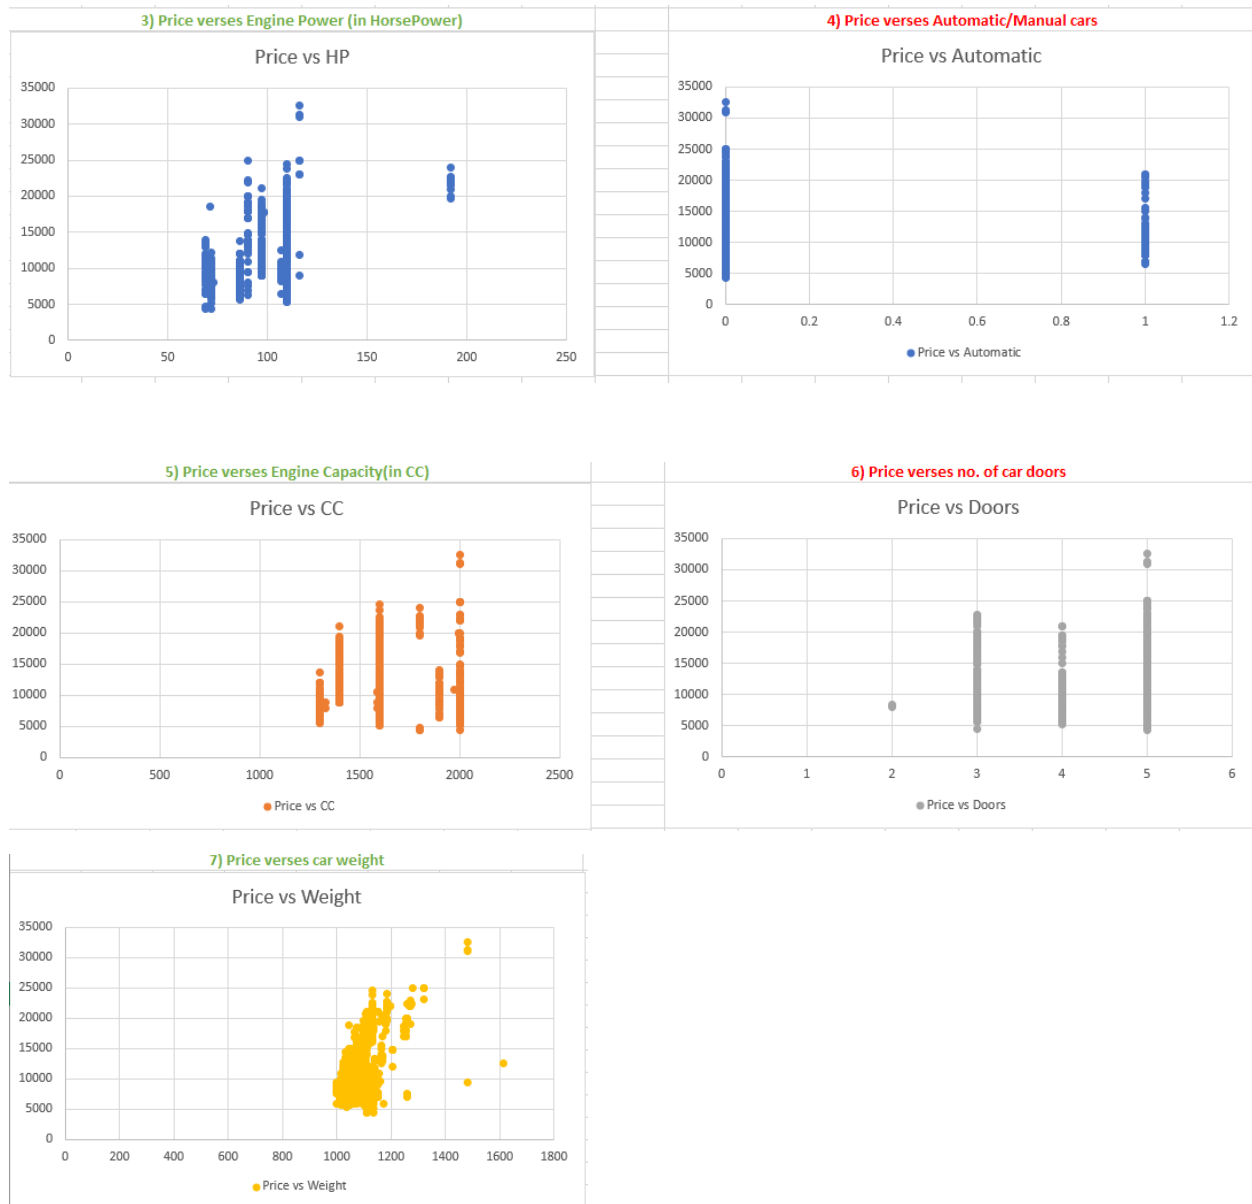 3) Price verses Engine Power (in HorsePower)
Price vs HP
35000
30000
25000
20000
15000
10000
5000
0
0 50 100 150 200 250
4) Price verses Automatic/Manual cars
Price vs Automatic
35000
30000
25000
20000
15000
10000
5000
0
0 0.2 0.4 0.6 0.8 1 1.2
Price vs Automatic
5) Price verses Engine Capacity(in CC)
Price vs CC
35000
30000
25000
20000
15000
10000
5000
0
0 500 1000 1500 2000 2500
Price vs CC
6) Price verses no. of car doors
Price vs Doors
35000
30000
25000
20000
15000
10000
5000
0
0 1 2 3 4 5 6
Price vs Doors
7) Price verses car weight
Price vs Weight
35000
30000
25000
20000
15000
10000
5000
0
0 200 400 600 800 1000 1200 1400 1600 1800
Price vs Weight